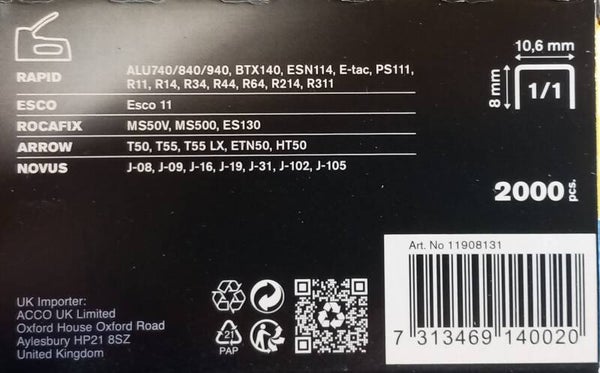 RAPID ALU740/840/940, BTX140, ESN114, E-tac, PS111,
R11, R14, R34, R44, R64, R214, R311
ESCO Esco 11
ROCAFIX MS50V, MS500, ES130
ARROW T50, T55, T55 LX, ETN50, HT50
NOVUS J-08, J-09, J-16, J-19, J-31, J-102, J-105
10,6 mm
8 mm
1/1
2000 pcs.
Art. No 11908131
7 313469 140020
UK Importer:
ACCO UK Limited
Oxford House Oxford Road
Aylesbury HP21 8SZ
United Kingdom
21
PAP